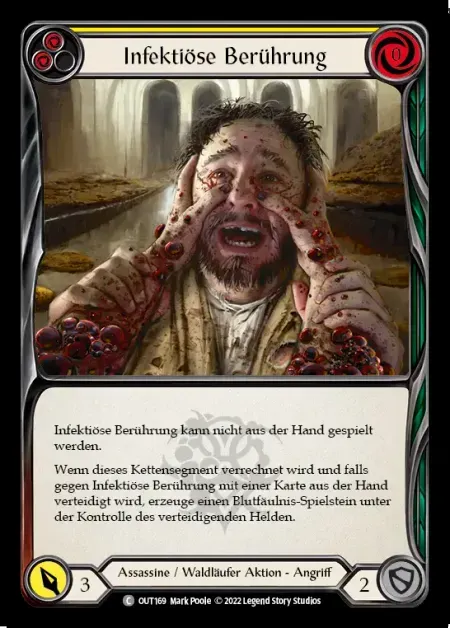 Infektiöse Berührung
0
Infektiöse Berührung kann nicht aus der Hand gespielt
werden.
Wenn dieses Kettensegment verrechnet wird und falls
gegen Infektiöse Berührung mit einer Karte aus der Hand
verteidigt wird, erzeuge einen Blutfäulnis-Spielstein unter
der Kontrolle des verteidigenden Helden.
3
Assassine / Waldläufer Aktion - Angriff
2
C OUT169 Mark Poole © 2022 Legend Story Studios